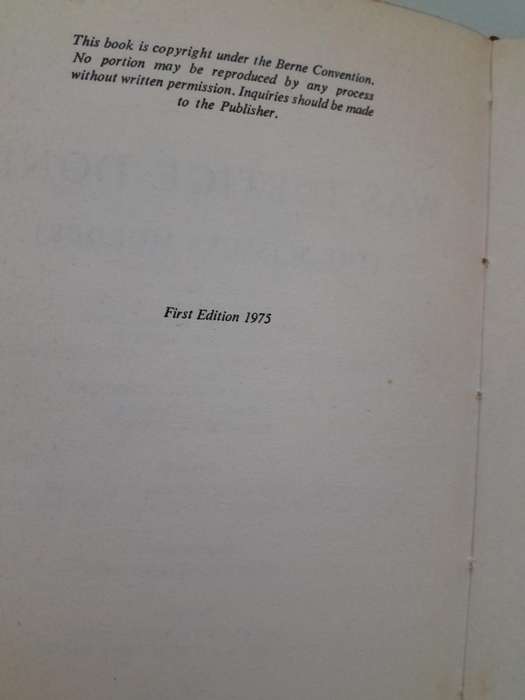 This book is copyright under the Berne Convention.
No portion may be reproduced by any process
without written permission. Inquiries should be made
to the Publisher.
First Edition 1975